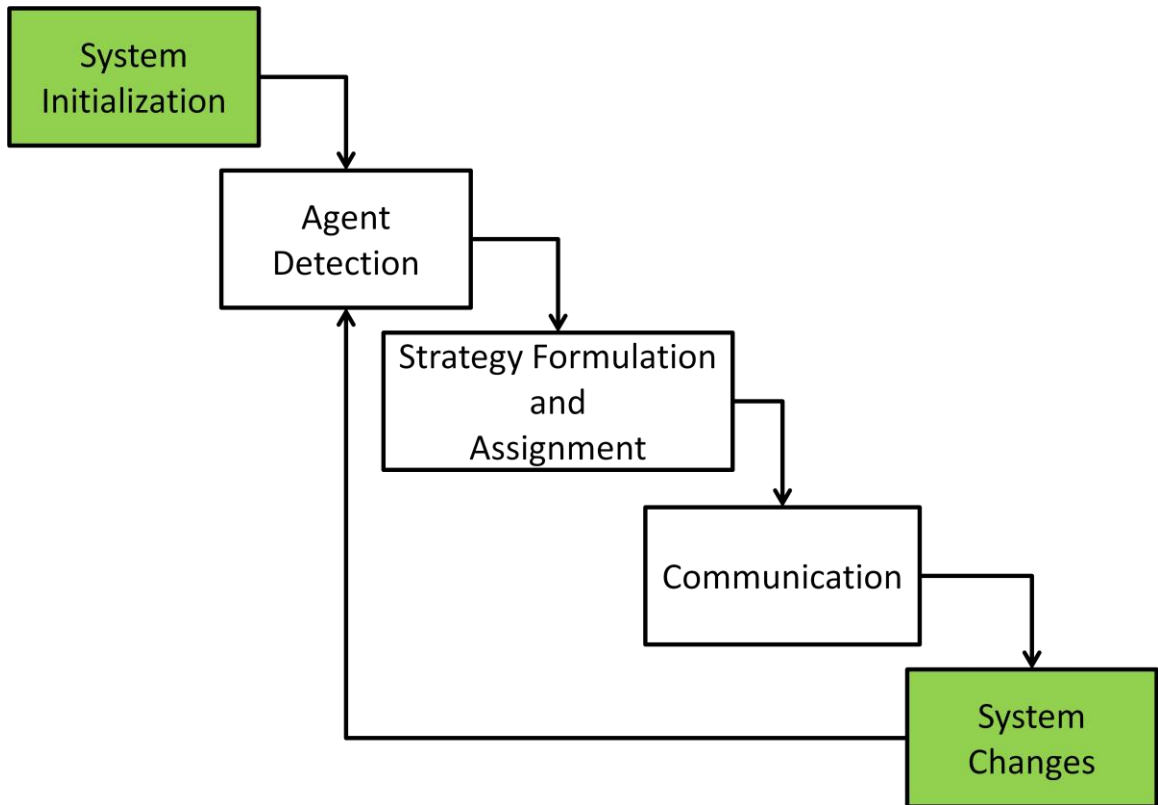 System
Initialization
Agent
Detection
Strategy Formulation
and
Assignment
Communication
System
Changes